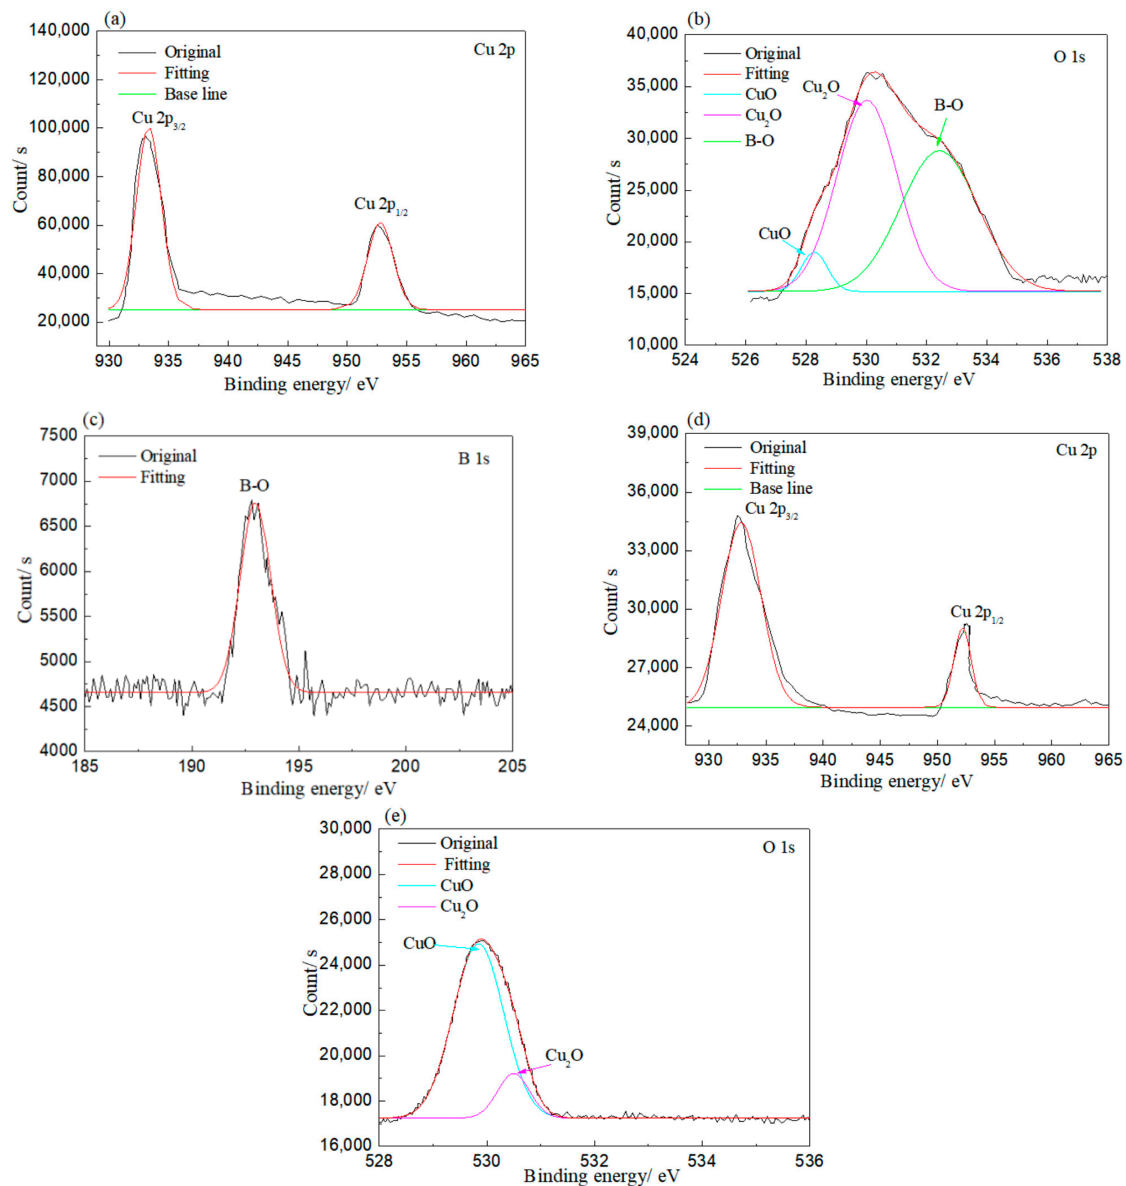 (a)
Cu 2p
Original
Fitting
Base line
Cu 2p3/2
Cu 2p1/2
140,000
120,000
100,000
80,000
60,000
40,000
20,000
Count/ s
930 935 940 945 950 955 960 965
Binding energy/ eV
(b)
O 1s
Original
Fitting
CuO
Cu2O
B-O
Cu2O
B-O
CuO
40,000
35,000
30,000
25,000
20,000
15,000
10,000
Count/ s
524 526 528 530 532 534 536 538
Binding energy/ eV
(c)
B 1s
Original
Fitting
B-O
7500
7000
6500
6000
5500
5000
4500
4000
Count/ s
185 190 195 200 205
Binding energy/ eV
(d)
Cu 2p
Original
Fitting
Base line
Cu 2p3/2
Cu 2p1/2
39,000
36,000
33,000
30,000
27,000
24,000
Count/ s
930 935 940 945 950 955 960 965
Binding energy/ eV
(e)
O 1s
Original
Fitting
CuO
Cu2O
CuO
Cu2O
30,000
28,000
26,000
24,000
22,000
20,000
18,000
16,000
Count/ s
528 530 532 534 536
Binding energy/ eV